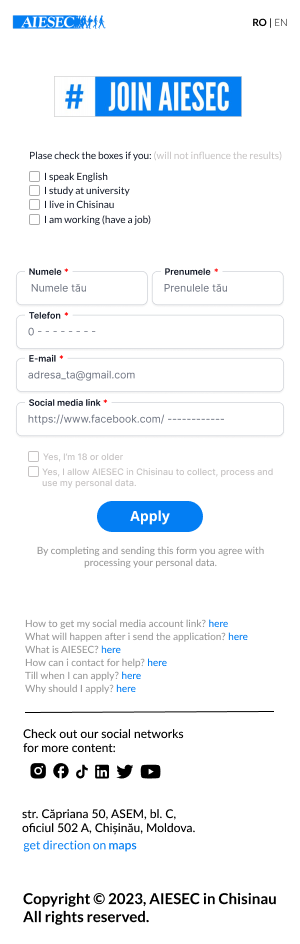 AIESEC
RO | EN
# JOIN AIESEC
Plase check the boxes if you: (will not influence the results)
I speak English
I study at university
I live in Chisinau
I am working (have a job)
Numele *
Prenumele *
Numele tău
Prenulele tău
Telefon *
0 - - - - - - - -
E-mail *
adresa_ta@gmail.com
Social media link *
https://www.facebook.com/ ------------
Yes, I'm 18 or older
Yes, I allow AIESEC in Chisinau to collect, process and
use my personal data.
Apply
By completing and sending this form you agree with
processing your personal data.
How to get my social media account link? here
What will happen after i send the application? here
What is AIESEC? here
How can i contact for help? here
Till when I can apply? here
Why should I apply? here
Check out our social networks
for more content:
str. Căpriana 50, ASEM, bl. C,
oficiul 502 A, Chișinău, Moldova.
get direction on maps
Copyright © 2023, AIESEC in Chisinau
All rights reserved.